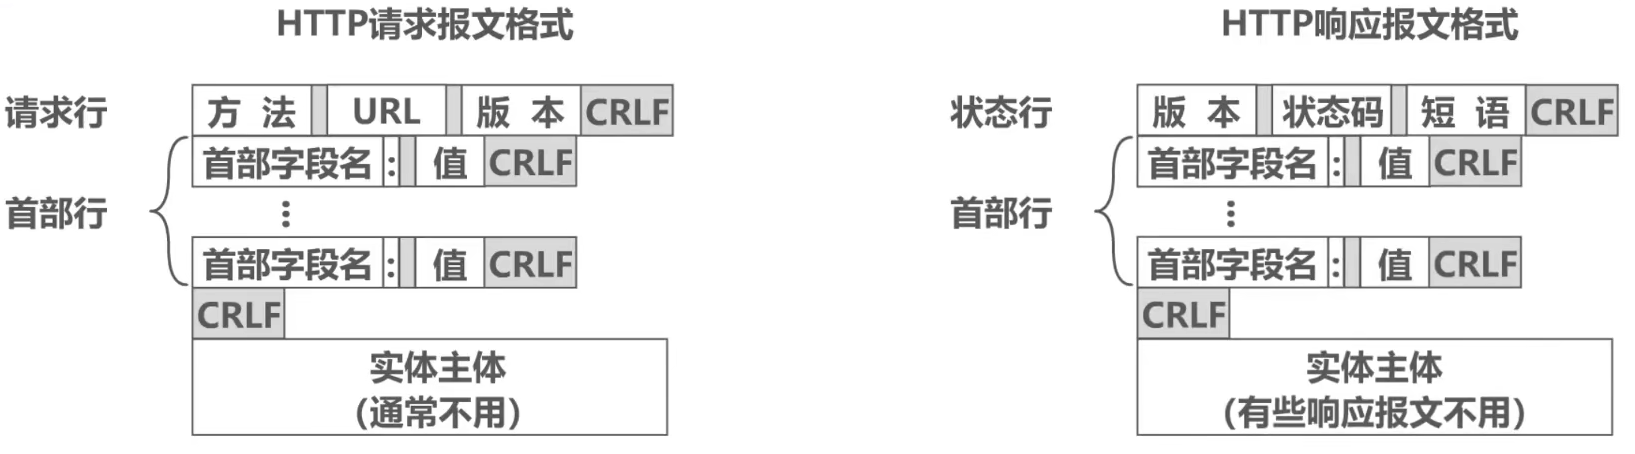 HTTP请求报文格式
请求行 方 法 URL 版 本 CRLF
首部字段名 : 值 CRLF
首部行 ⋮
首部字段名 : 值 CRLF
CRLF
实体主体
(通常不用)
HTTP响应报文格式
状态行 版 本 状态码 短 语 CRLF
首部字段名 : 值 CRLF
首部行 ⋮
首部字段名 : 值 CRLF
CRLF
实体主体
(有些响应报文不用)